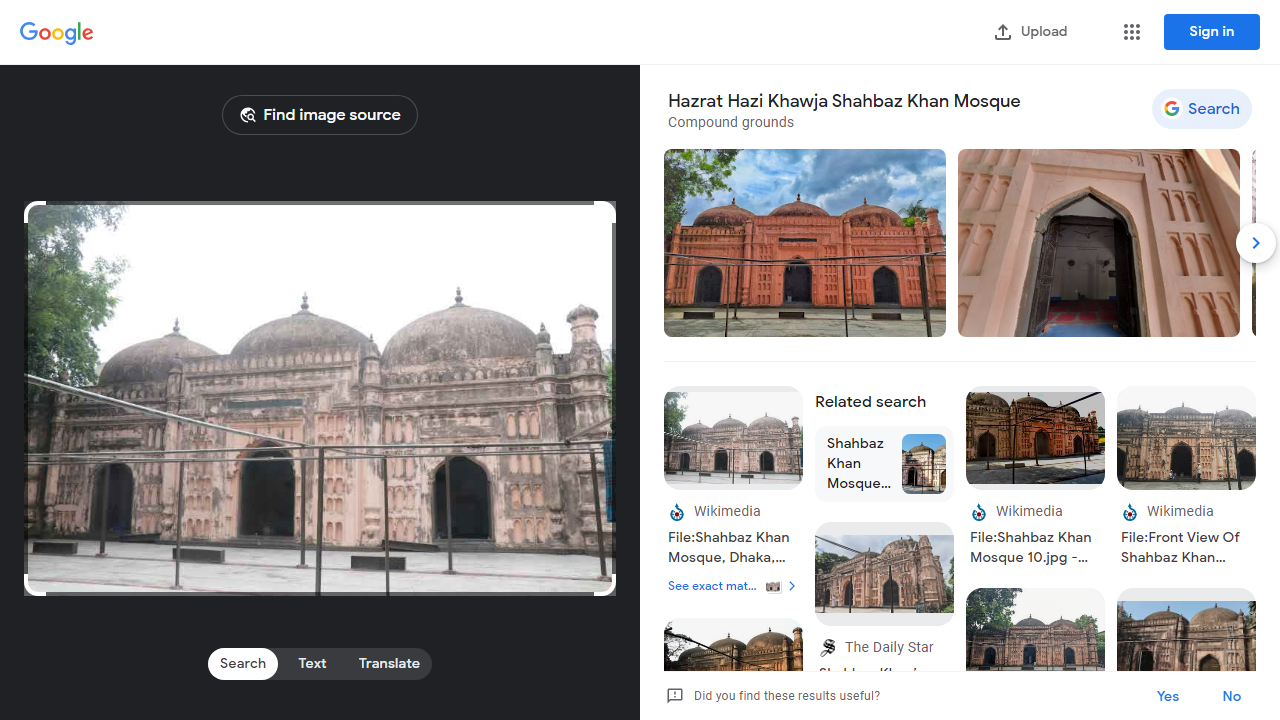 Google
Upload
Sign in
Find image source
Search
Text
Translate
Hazrat Hazi Khawja Shahbaz Khan Mosque
Compound grounds
Search
Wikimedia
File:Shahbaz Khan
Mosque, Dhaka,...
See exact mat...
Related search
Shahbaz
Khan
Mosque...
The Daily Star
Wikimedia
File:Shahbaz Khan
Mosque 10.jpg -...
Wikimedia
File:Front View Of
Shahbaz Khan...
Did you find these results useful?
Yes
No